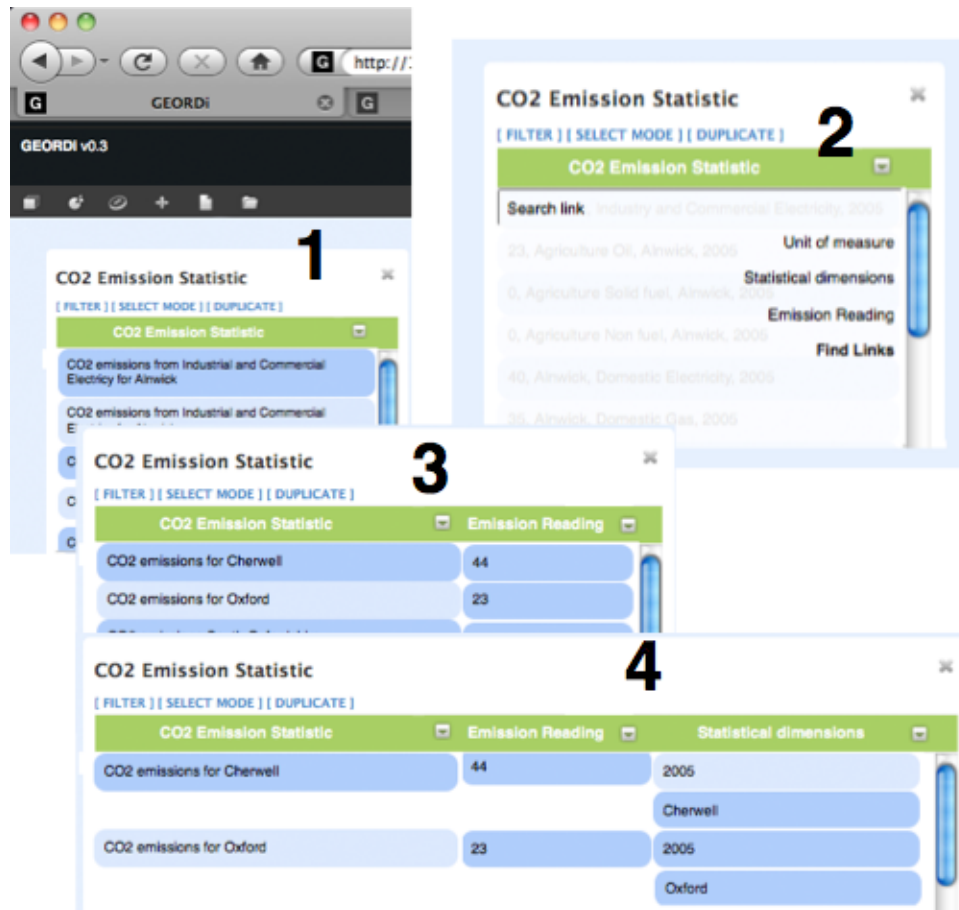 G http://
G GEORDi G
GEORDi v0.3
1
CO2 Emission Statistic
[ FILTER ] [ SELECT MODE ] [ DUPLICATE ]
CO2 Emission Statistic
CO2 emissions from Industrial and Commercial
Electricy for Alnwick
CO2 emissions from Industrial and Commercial
C
C
C
2
CO2 Emission Statistic
[ FILTER ] [ SELECT MODE ] [ DUPLICATE ]
CO2 Emission Statistic
Search link , Industry and Commercial Electricity, 2005
23, Agriculture Oil, Alnwick, 2005
Unit of measure
Statistical dimensions
0, Agriculture Solid fuel, Alnwick, 2005
Emission Reading
0, Agriculture Non fuel, Alnwick, 2005
Find Links
40, Alnwick, Domestic Electricity, 2005
36, Alnwick, Domestic Gas, 2005
3
CO2 Emission Statistic
[ FILTER ] [ SELECT MODE ] [ DUPLICATE ]
CO2 Emission Statistic Emission Reading
CO2 emissions for Cherwell 44
CO2 emissions for Oxford 23
4
CO2 Emission Statistic
[ FILTER ] [ SELECT MODE ] [ DUPLICATE ]
CO2 Emission Statistic Emission Reading Statistical dimensions
CO2 emissions for Cherwell 44 2005
Cherwell
CO2 emissions for Oxford 23 2005
Oxford